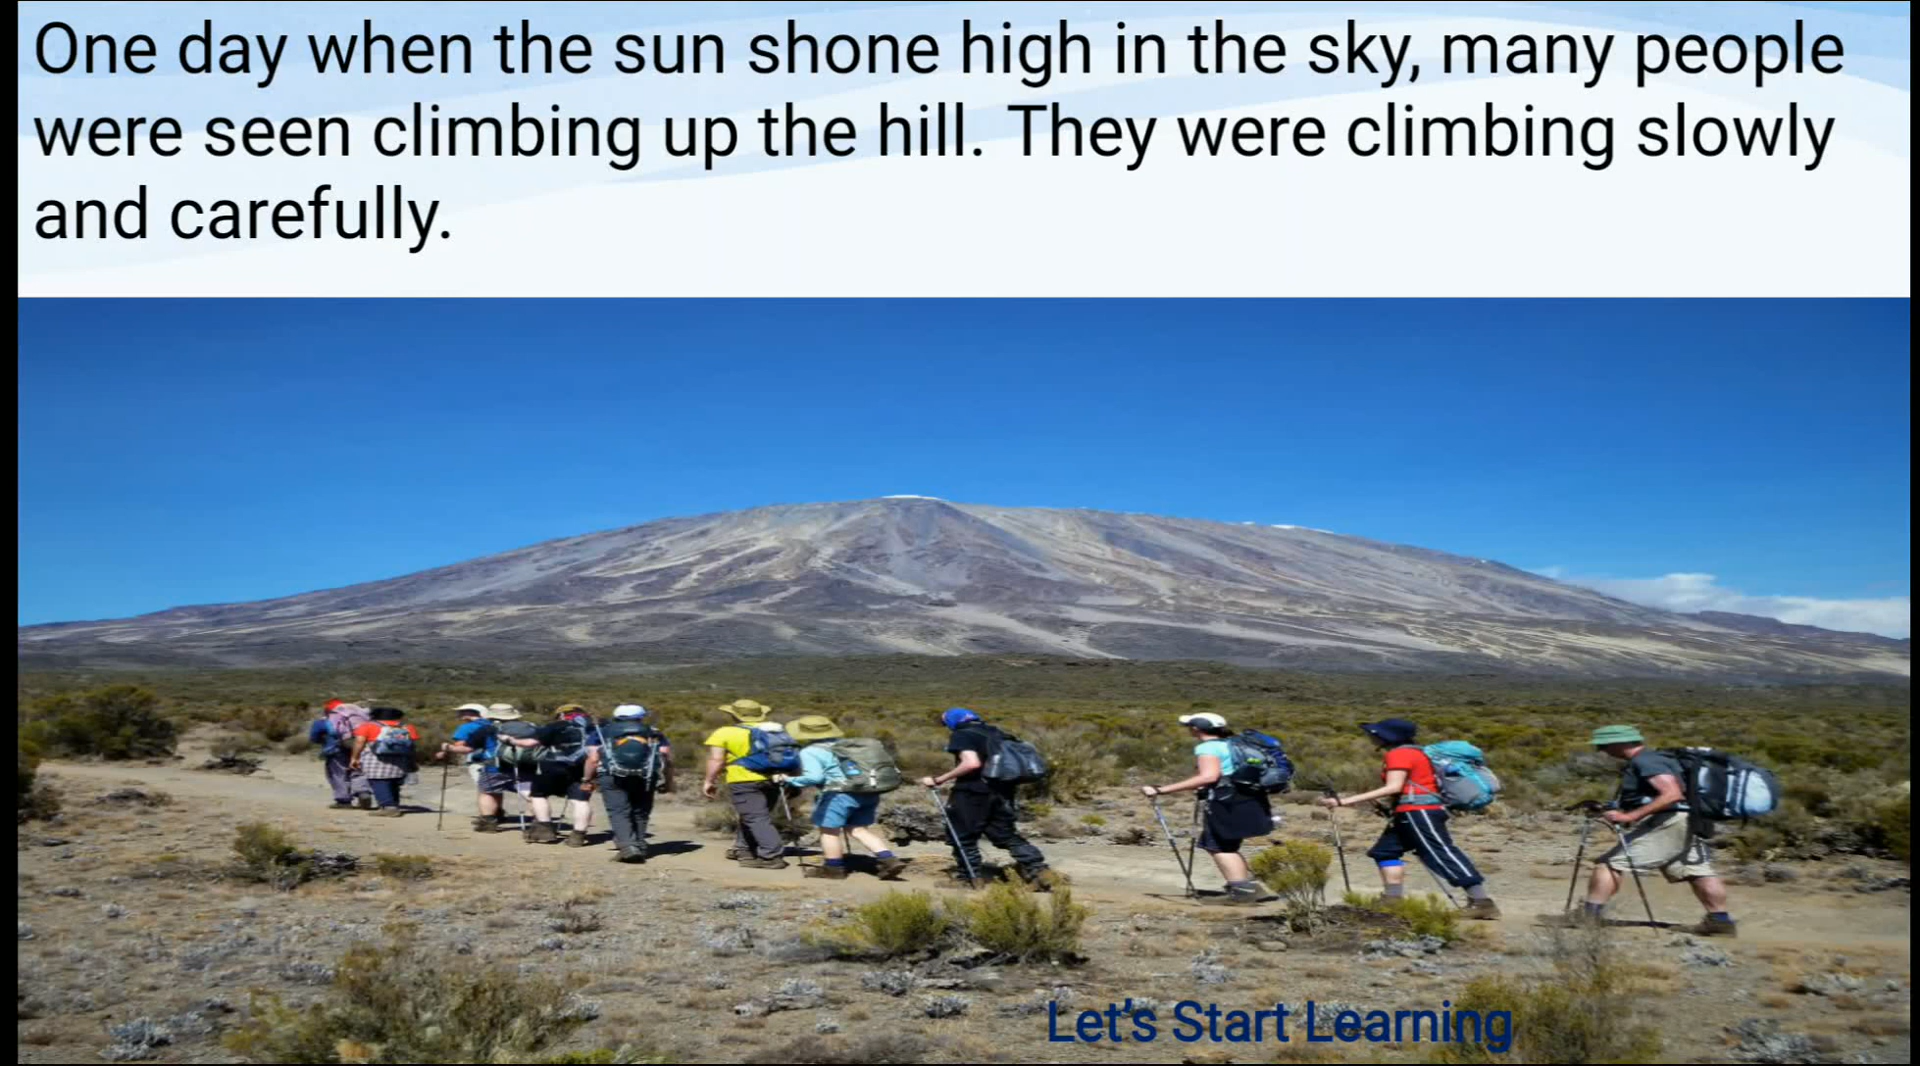 One day when the sun shone high in the sky, many people
were seen climbing up the hill. They were climbing slowly
and carefully.
Let's Start Learning